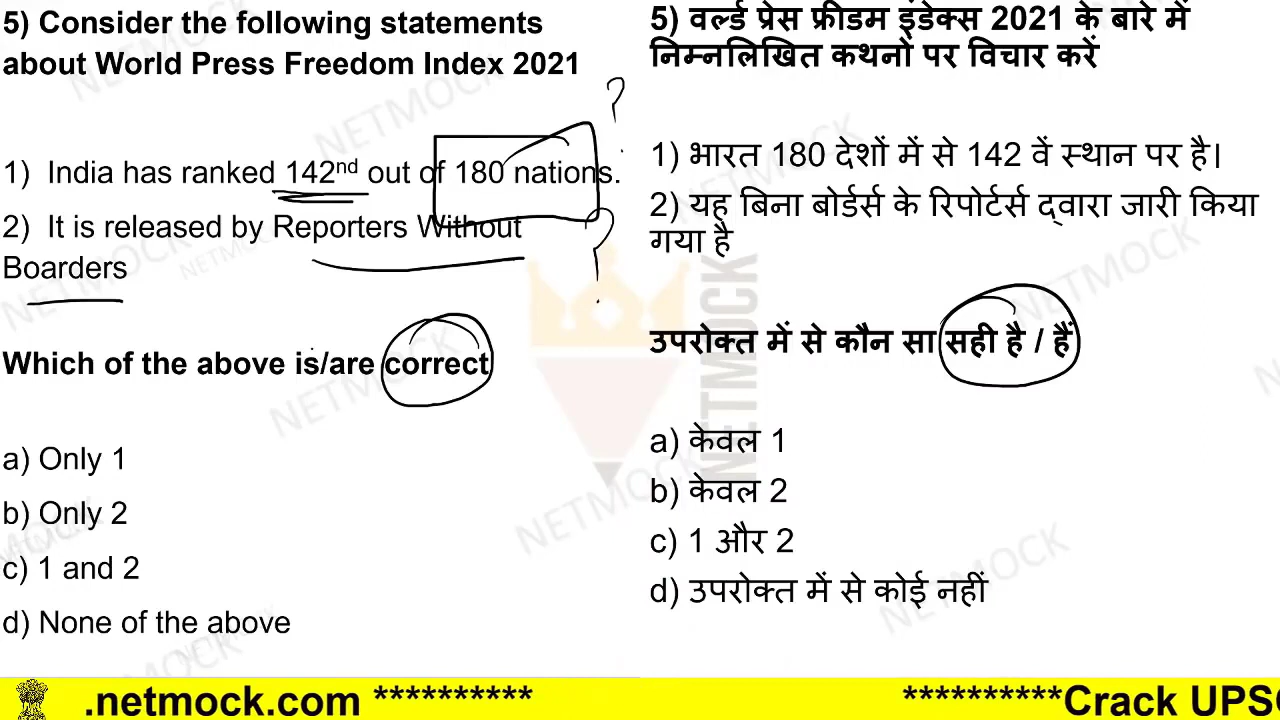 5) Consider the following statements
about World Press Freedom Index 2021
1) India has ranked 142nd out of 180 nations.
2) It is released by Reporters Without
Boarders
Which of the above is/are correct
a) Only 1
b) Only 2
c) 1 and 2
d) None of the above
5) वर्ल्ड प्रेस फ्रीडम इंडेक्स 2021 के बारे में
निम्नलिखित कथनों पर विचार करें
1) भारत 180 देशों में से 142 वें स्थान पर है।
2) यह बिना बोर्डर्स के रिपोर्टर्स द्वारा जारी किया
गया है
उपरोक्त में से कौन सा सही है / हैं
a) केवल 1
b) केवल 2
c) 1 और 2
d) उपरोक्त में से कोई नहीं
NETMOCK
.netmock.com ********** **********Crack UPSC